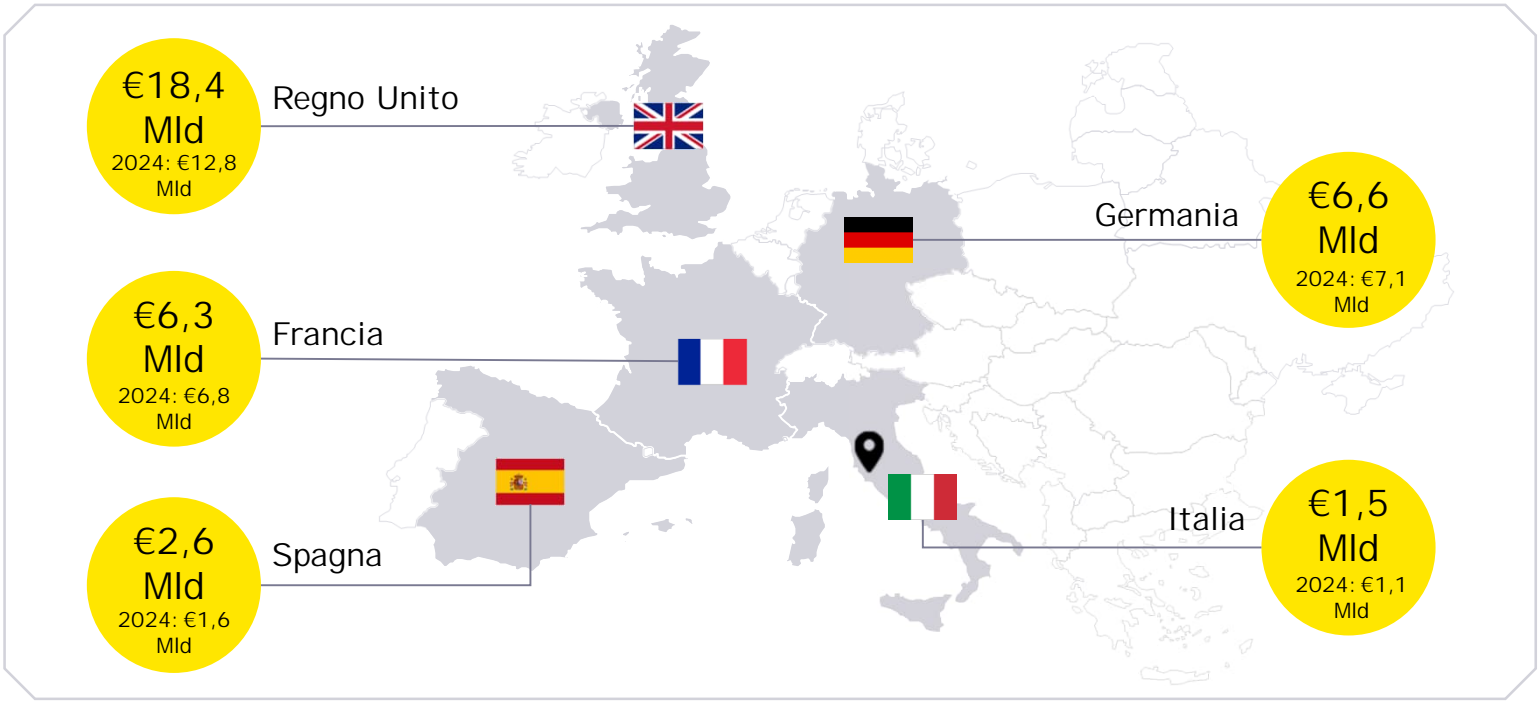 €18,4
Mld
2024: €12,8
Mld
Regno Unito
Germania
€6,6
Mld
2024: €7,1
Mld
€6,3
Mld
2024: €6,8
Mld
Francia
€2,6
Mld
2024: €1,6
Mld
Spagna
Italia
€1,5
Mld
2024: €1,1
Mld